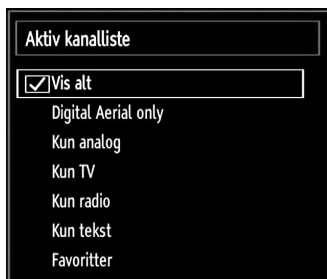 Aktiv kanalliste
Vis alt
Digital Aerial only
Kun analog
Kun TV
Kun radio
Kun tekst
Favoritter